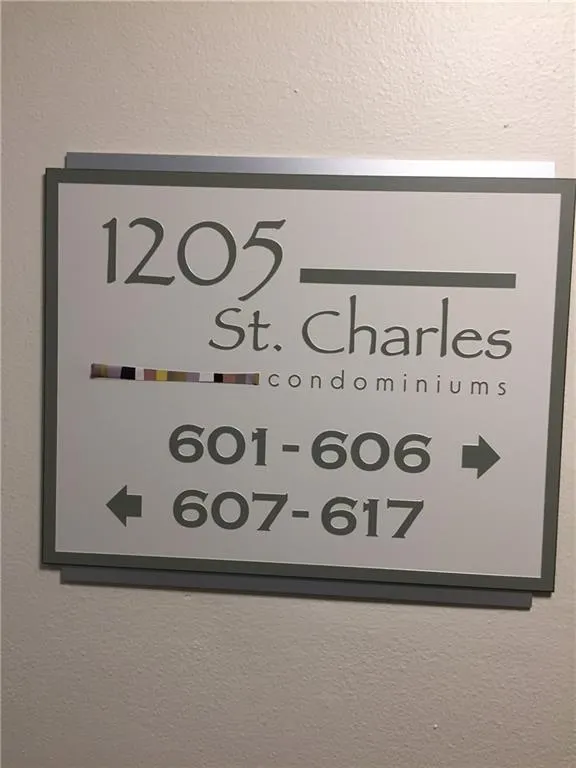 1205
St. Charles
condominiums
601 - 606 →
← 607 - 617